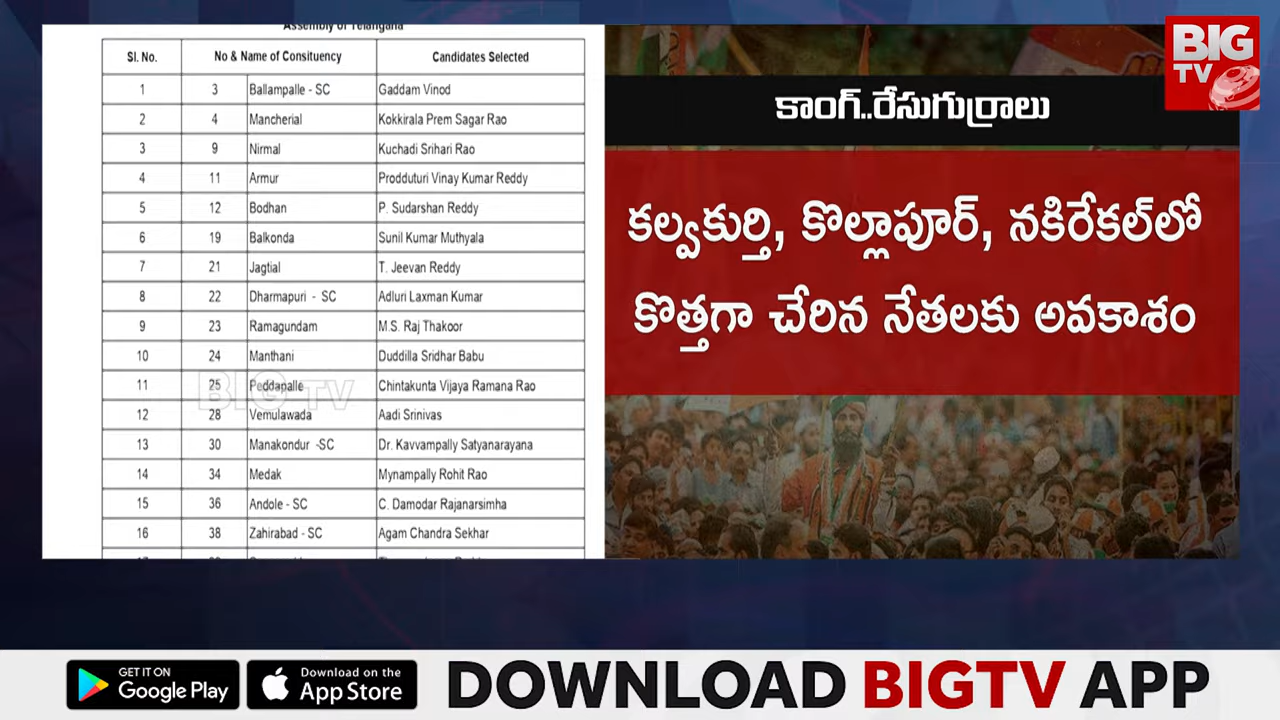 Assembly of Telangana
Sl. No. No & Name of Consituency Candidates Selected
1 3 Ballampalle - SC Gaddam Vinod
2 4 Mancherial Kokkirala Prem Sagar Rao
3 9 Nirmal Kuchadi Srihari Rao
4 11 Armur Prodduturi Vinay Kumar Reddy
5 12 Bodhan P. Sudarshan Reddy
6 19 Balkonda Sunil Kumar Muthyala
7 21 Jagtial T. Jeevan Reddy
8 22 Dharmapuri - SC Adluri Laxman Kumar
9 23 Ramagundam M.S. Raj Thakoor
10 24 Manthani Duddilla Sridhar Babu
11 25 Peddapalle Chintakunta Vijaya Ramana Rao
12 28 Vemulawada Aadi Srinivas
13 30 Manakondur -SC Dr. Kavvampally Satyanarayana
14 34 Medak Mynampally Rohit Rao
15 36 Andole - SC C. Damodar Rajanarsimha
16 38 Zahirabad - SC Agam Chandra Sekhar
BIG TV
BIG
TV
కాంగ్..రేసుగుర్రాలు
కల్వకుర్తి, కొల్లాపూర్, నకిరేకల్‌లో
కొత్తగా చేరిన నేతలకు అవకాశం
GET IT ON
Google Play
Download on the
App Store
DOWNLOAD BIGTV APP